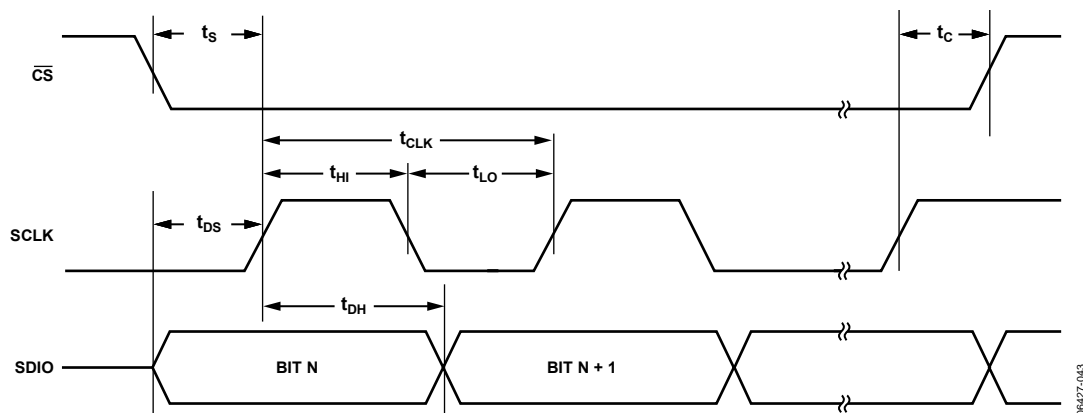 tS
tC
CS
tCLK
tHI
tLO
tDS
SCLK
tDH
SDIO
BIT N
BIT N + 1
06427-043